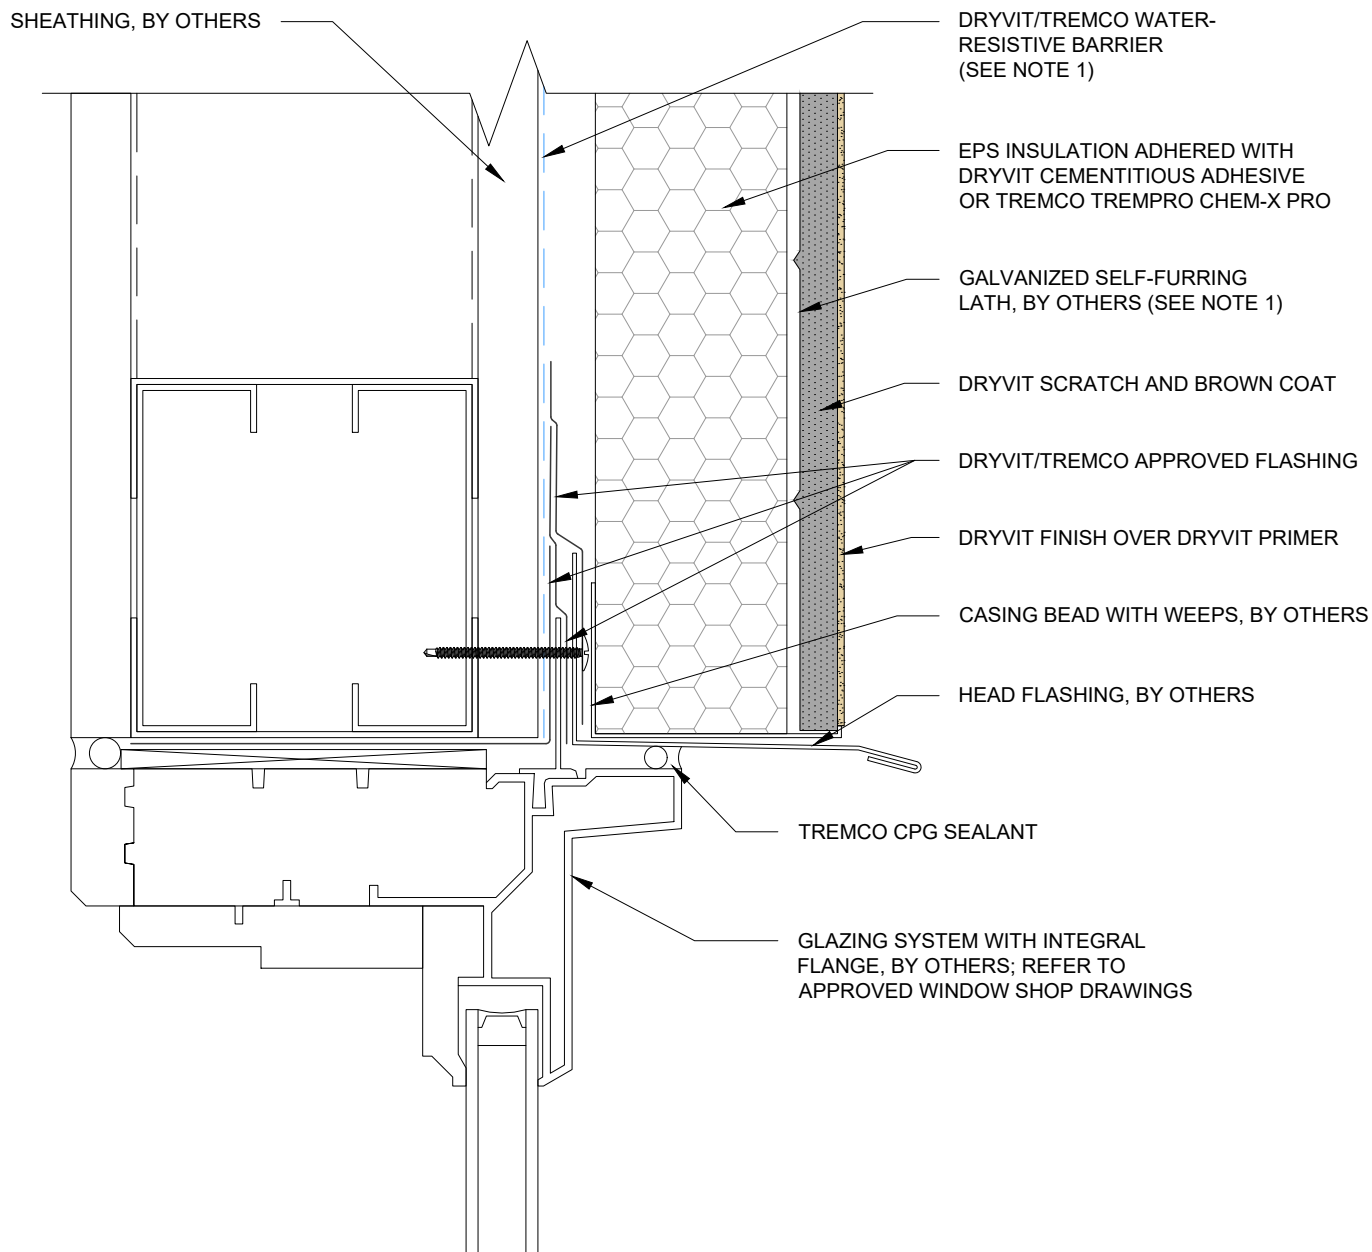 SHEATHING, BY OTHERS
DRYVIT/TREMCO WATER-
RESISTIVE BARRIER
(SEE NOTE 1)
EPS INSULATION ADHERED WITH
DRYVIT CEMENTITIOUS ADHESIVE
OR TREMCO TREMPRO CHEM-X PRO
GALVANIZED SELF-FURRING
LATH, BY OTHERS (SEE NOTE 1)
DRYVIT SCRATCH AND BROWN COAT
DRYVIT/TREMCO APPROVED FLASHING
DRYVIT FINISH OVER DRYVIT PRIMER
CASING BEAD WITH WEEPS, BY OTHERS
HEAD FLASHING, BY OTHERS
TREMCO CPG SEALANT
GLAZING SYSTEM WITH INTEGRAL
FLANGE, BY OTHERS; REFER TO
APPROVED WINDOW SHOP DRAWINGS